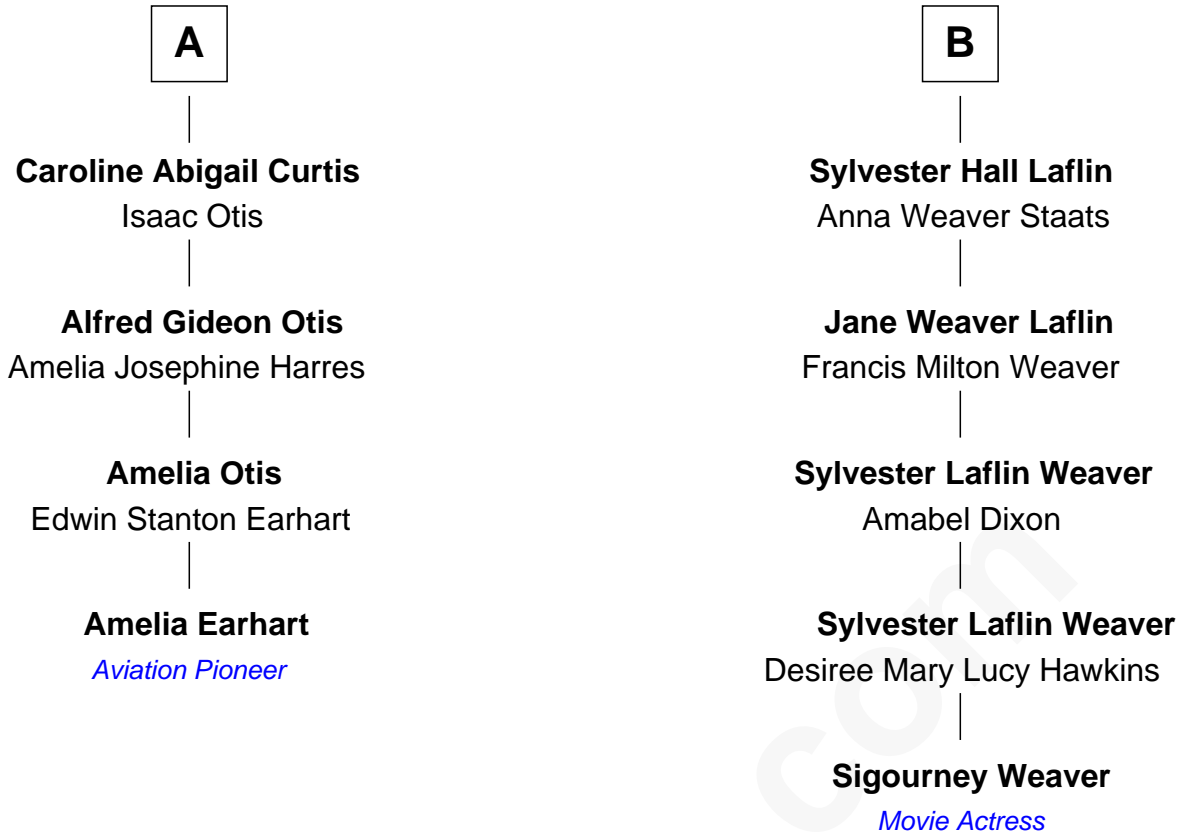 A
Caroline Abigail Curtis
Isaac Otis
Alfred Gideon Otis
Amelia Josephine Harres
Amelia Otis
Edwin Stanton Earhart
Amelia Earhart
Aviation Pioneer
B
Sylvester Hall Laflin
Anna Weaver Staats
Jane Weaver Laflin
Francis Milton Weaver
Sylvester Laflin Weaver
Amabel Dixon
Sylvester Laflin Weaver
Desiree Mary Lucy Hawkins
Sigourney Weaver
Movie Actress
com